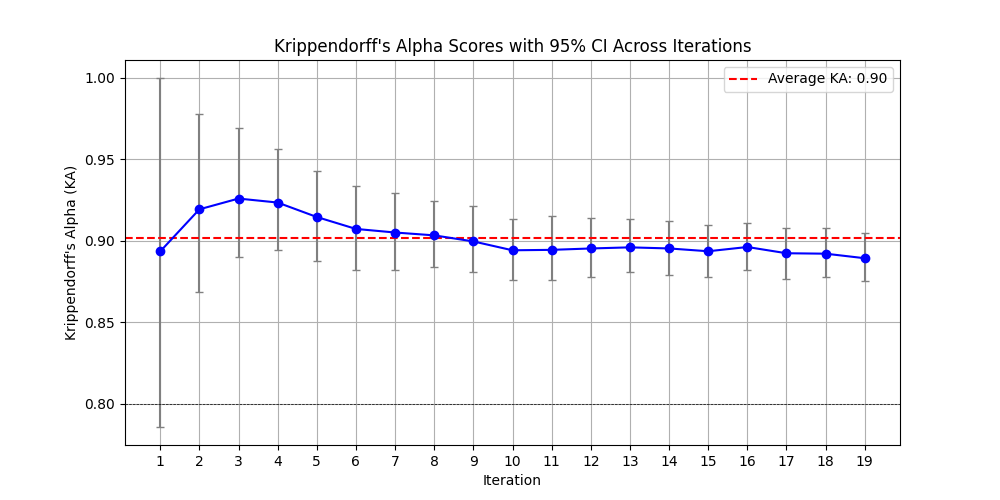 Krippendorff's Alpha Scores with 95% CI Across Iterations
Average KA: 0.90
Krippendorff's Alpha (KA)
1.00
0.95
0.90
0.85
0.80
1 2 3 4 5 6 7 8 9 10 11 12 13 14 15 16 17 18 19
Iteration